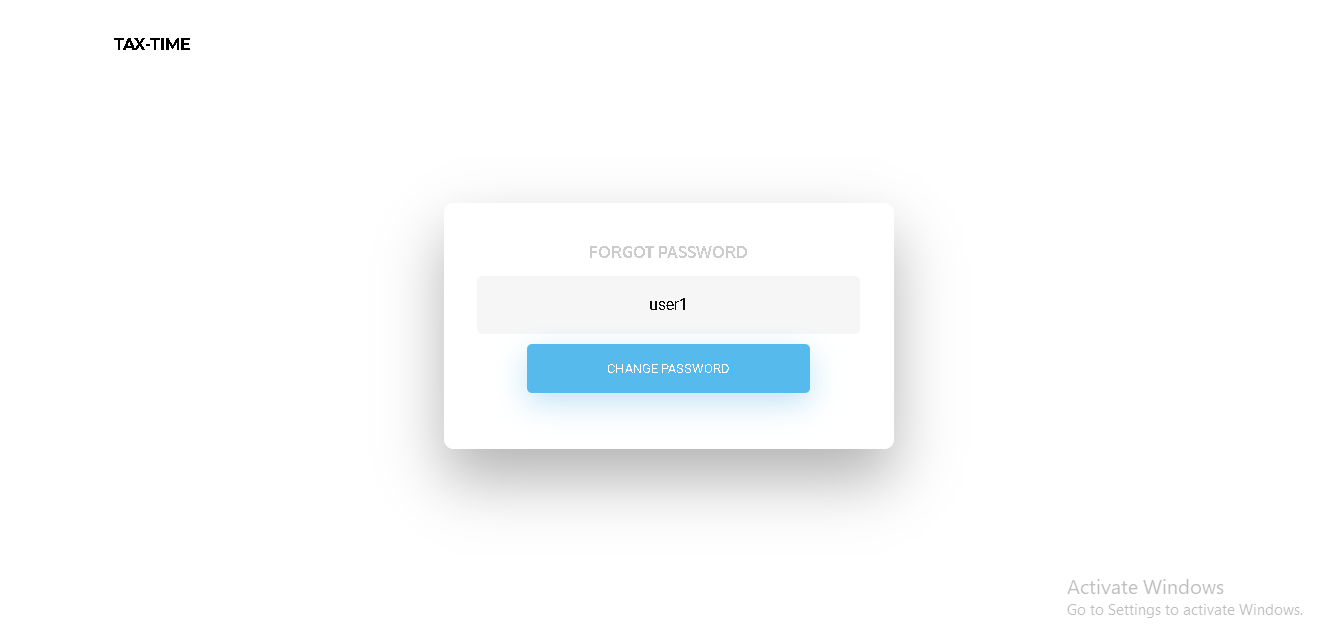 TAX-TIME
FORGOT PASSWORD
user1
CHANGE PASSWORD
Activate Windows
Go to Settings to activate Windows.